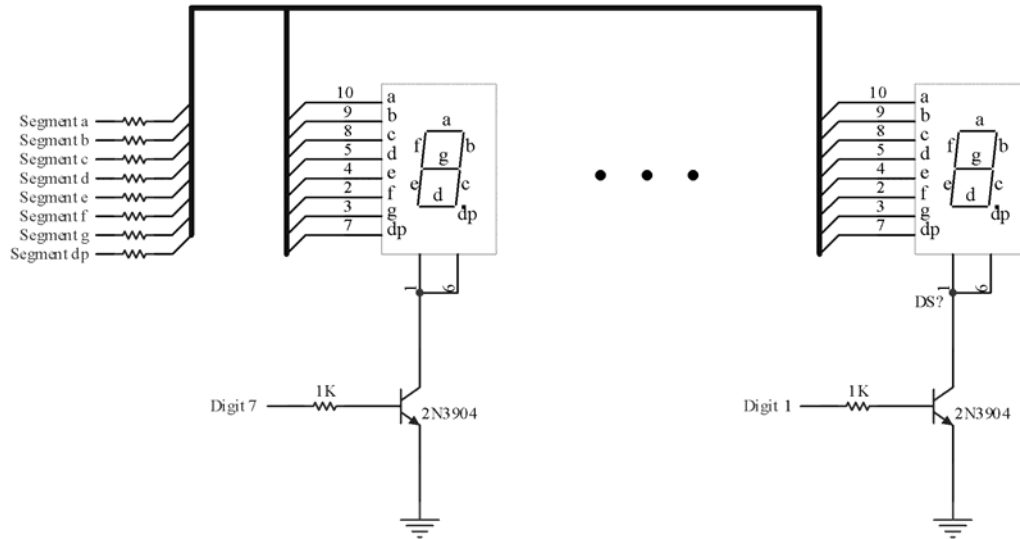 Segment a
Segment b
Segment c
Segment d
Segment e
Segment f
Segment g
Segment dp
10 a
9 b
8 c
5 d
4 e
2 f
3 g
7 dp
a
f b
g
e c
d
dp
1 6
Digit 7
1K
2N3904
10 a
9 b
8 c
5 d
4 e
2 f
3 g
7 dp
a
f b
g
e c
d
dp
1 6
DS?
Digit 1
1K
2N3904